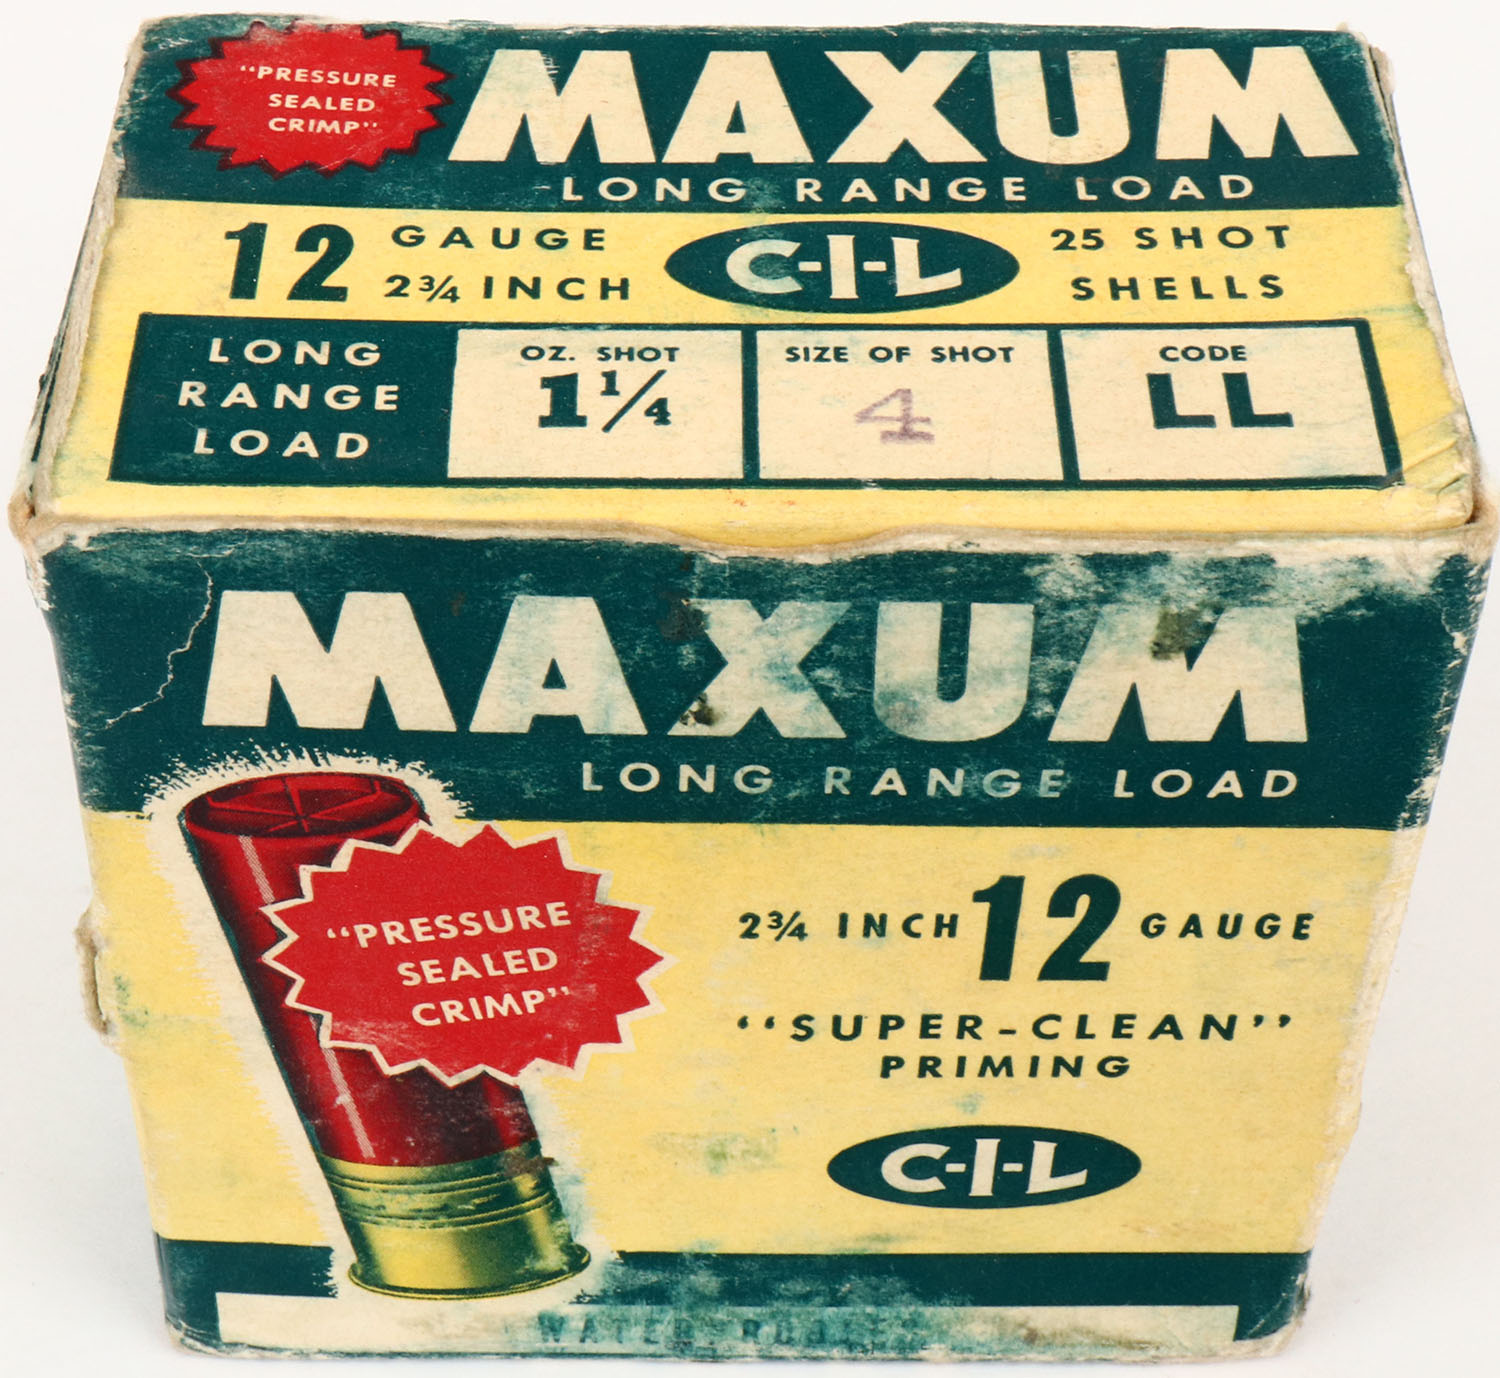 "PRESSURE
SEALED
CRIMP"
MAXUM
LONG RANGE LOAD
12 GAUGE
2¾ INCH
C-I-L
25 SHOT
SHELLS
LONG
RANGE
LOAD
OZ. SHOT
1 1/4
SIZE OF SHOT
4
CODE
LL
MAXUM
LONG RANGE LOAD
"PRESSURE
SEALED
CRIMP"
2¾ INCH 12 GAUGE
"SUPER-CLEAN"
PRIMING
C-I-L